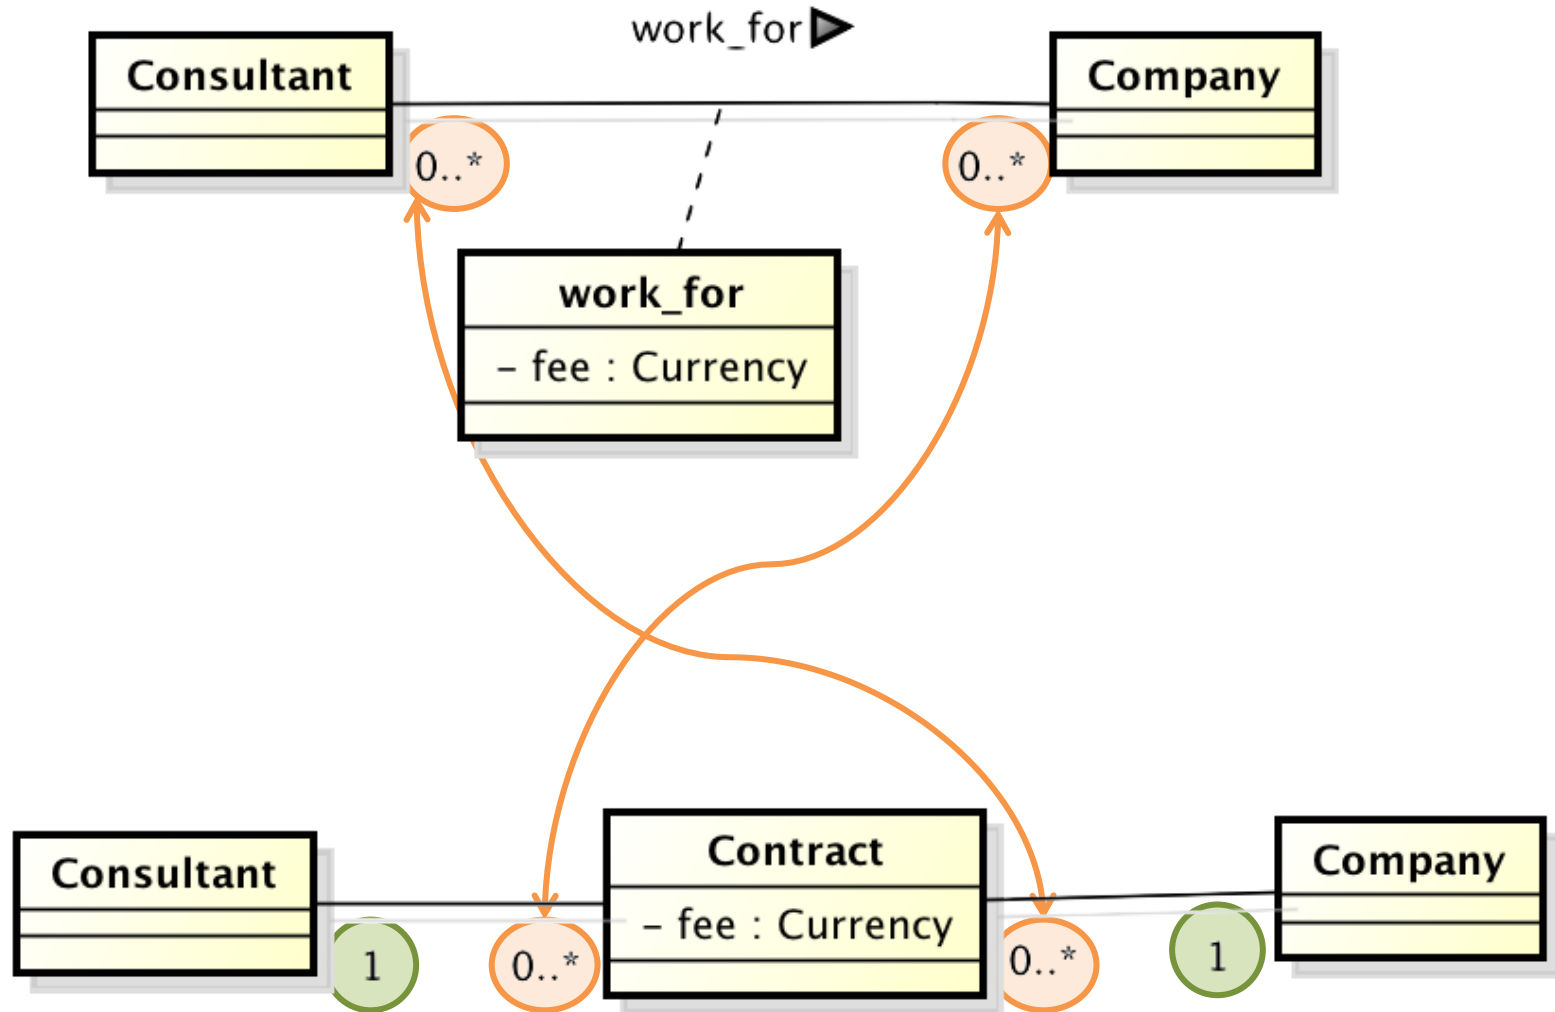 work_for
Consultant
Company
0..*
0..*
work_for
- fee : Currency
Contract
Consultant
Company
- fee : Currency
1
0..*
0..*
1